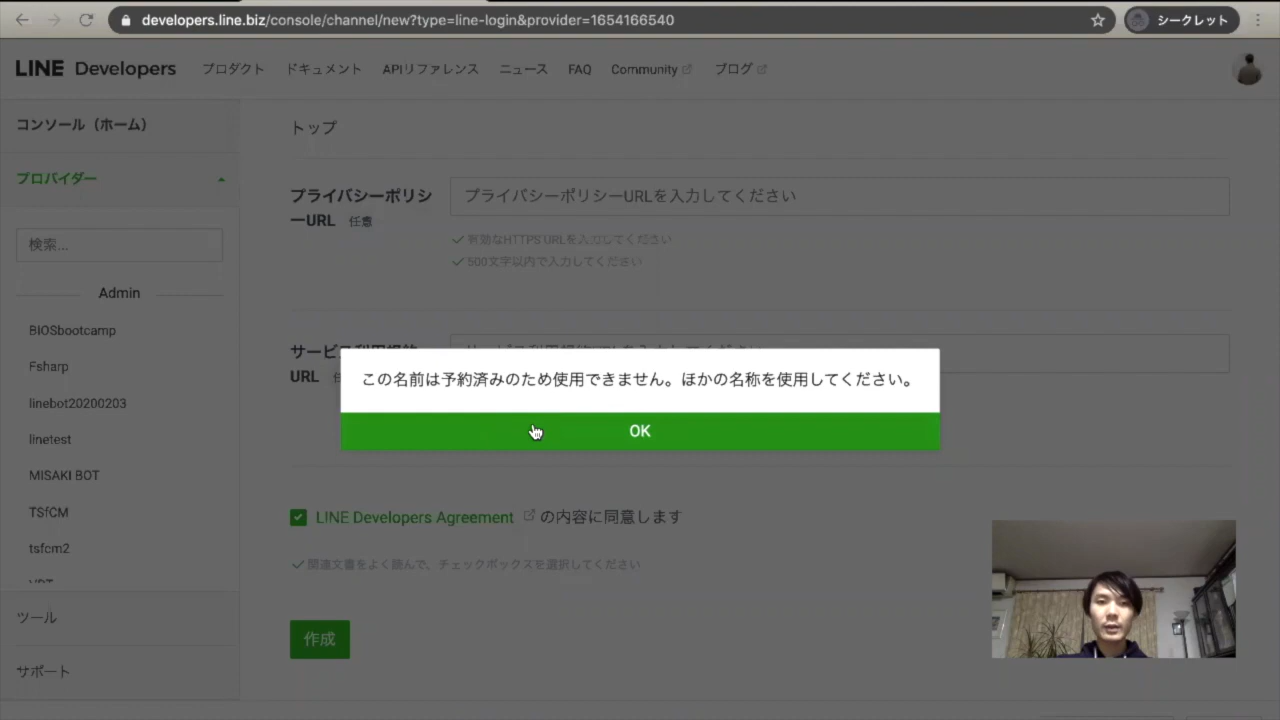 developers.line.biz/console/channel/new?type=line-login&provider=1654166540
シークレット
LINE Developers
プロダクト
ドキュメント
APIリファレンス
ニュース
FAQ
Community
ブログ
コンソール（ホーム）
プロバイダー
検索...
Admin
BIOSbootcamp
Fsharp
linebot20200203
linetest
MISAKI BOT
TSfCM
tsfcm2
ツール
サポート
トップ
プライバシーポリシ
ーURL 任意
プライバシーポリシーURLを入力してください
有効なHTTPS URLを入力してください
500文字以内で入力してください
サービス利用規約
URL
この名前は予約済みのため使用できません。ほかの名称を使用してください。
OK
LINE Developers Agreement の内容に同意します
関連文書をよく読んで、チェックボックスを選択してください
作成